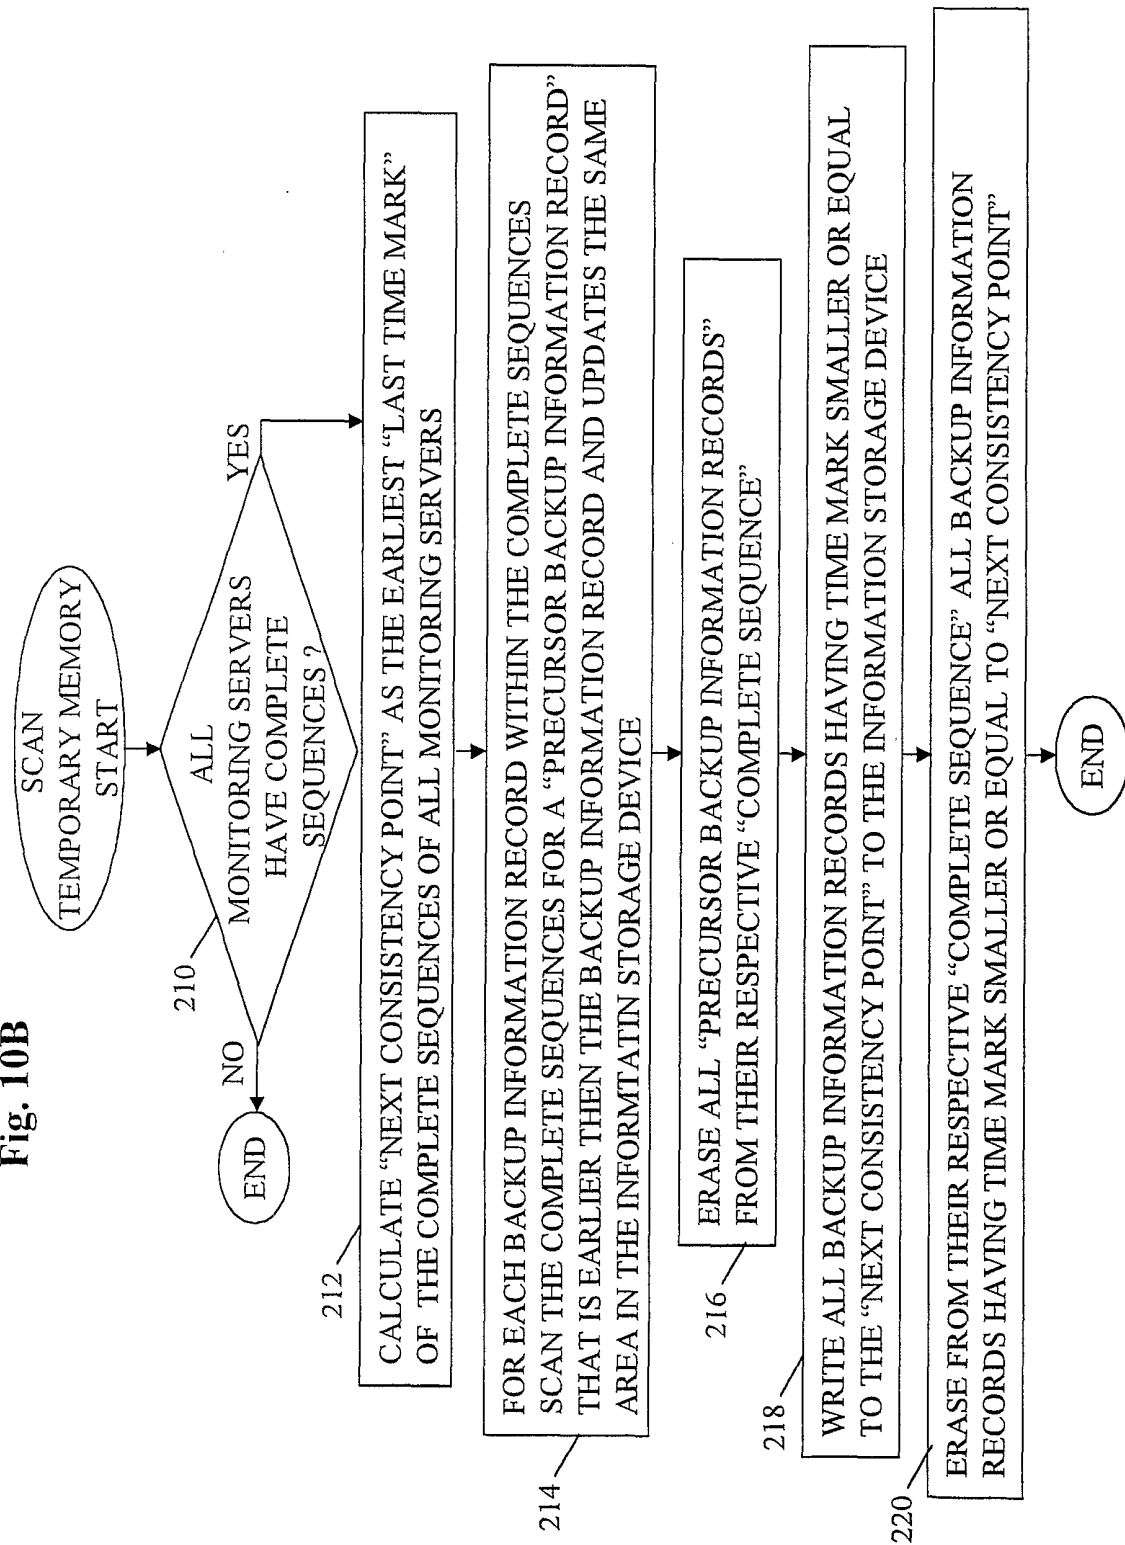 Fig. 10B
SCAN
TEMPORARY MEMORY
START
210
ALL
MONITORING SERVERS
HAVE COMPLETE
SEQUENCES ?
NO
YES
END
212
CALCULATE “NEXT CONSISTENCY POINT” AS THE EARLIEST “LAST TIME MARK”
OF THE COMPLETE SEQUENCES OF ALL MONITORING SERVERS
214
FOR EACH BACKUP INFORMATION RECORD WITHIN THE COMPLETE SEQUENCES
SCAN THE COMPLETE SEQUENCES FOR A “PRECURSOR BACKUP INFORMATION RECORD”
THAT IS EARLIER THEN THE BACKUP INFORMATION RECORD AND UPDATES THE SAME
AREA IN THE INFORMTATIN STORAGE DEVICE
216
ERASE ALL “PRECURSOR BACKUP INFORMATION RECORDS”
FROM THEIR RESPECTIVE “COMPLETE SEQUENCE”
218
WRITE ALL BACKUP INFORMATION RECORDS HAVING TIME MARK SMALLER OR EQUAL
TO THE “NEXT CONSISTENCY POINT” TO THE INFORMATION STORAGE DEVICE
220
ERASE FROM THEIR RESPECTIVE “COMPLETE SEQUENCE” ALL BACKUP INFORMATION
RECORDS HAVING TIME MARK SMALLER OR EQUAL TO “NEXT CONSISTENCY POINT”
END